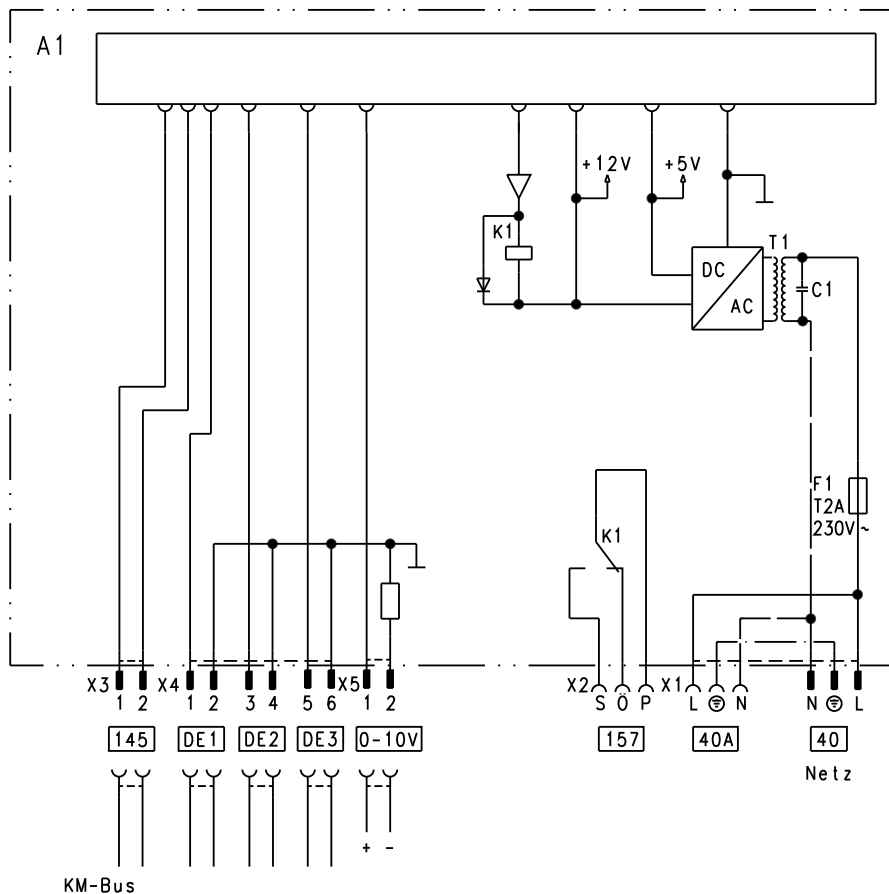 A1
+12V
+5V
K1
T1
DC
AC
C1
F1
T2A
230V ~
K1
X3 X4 X5 X2 X1
1 2 1 2 3 4 5 6 1 2 S Ö P L N N L
145 DE1 DE2 DE3 0-10V 157 40A 40
Netz
+ -
KM-Bus